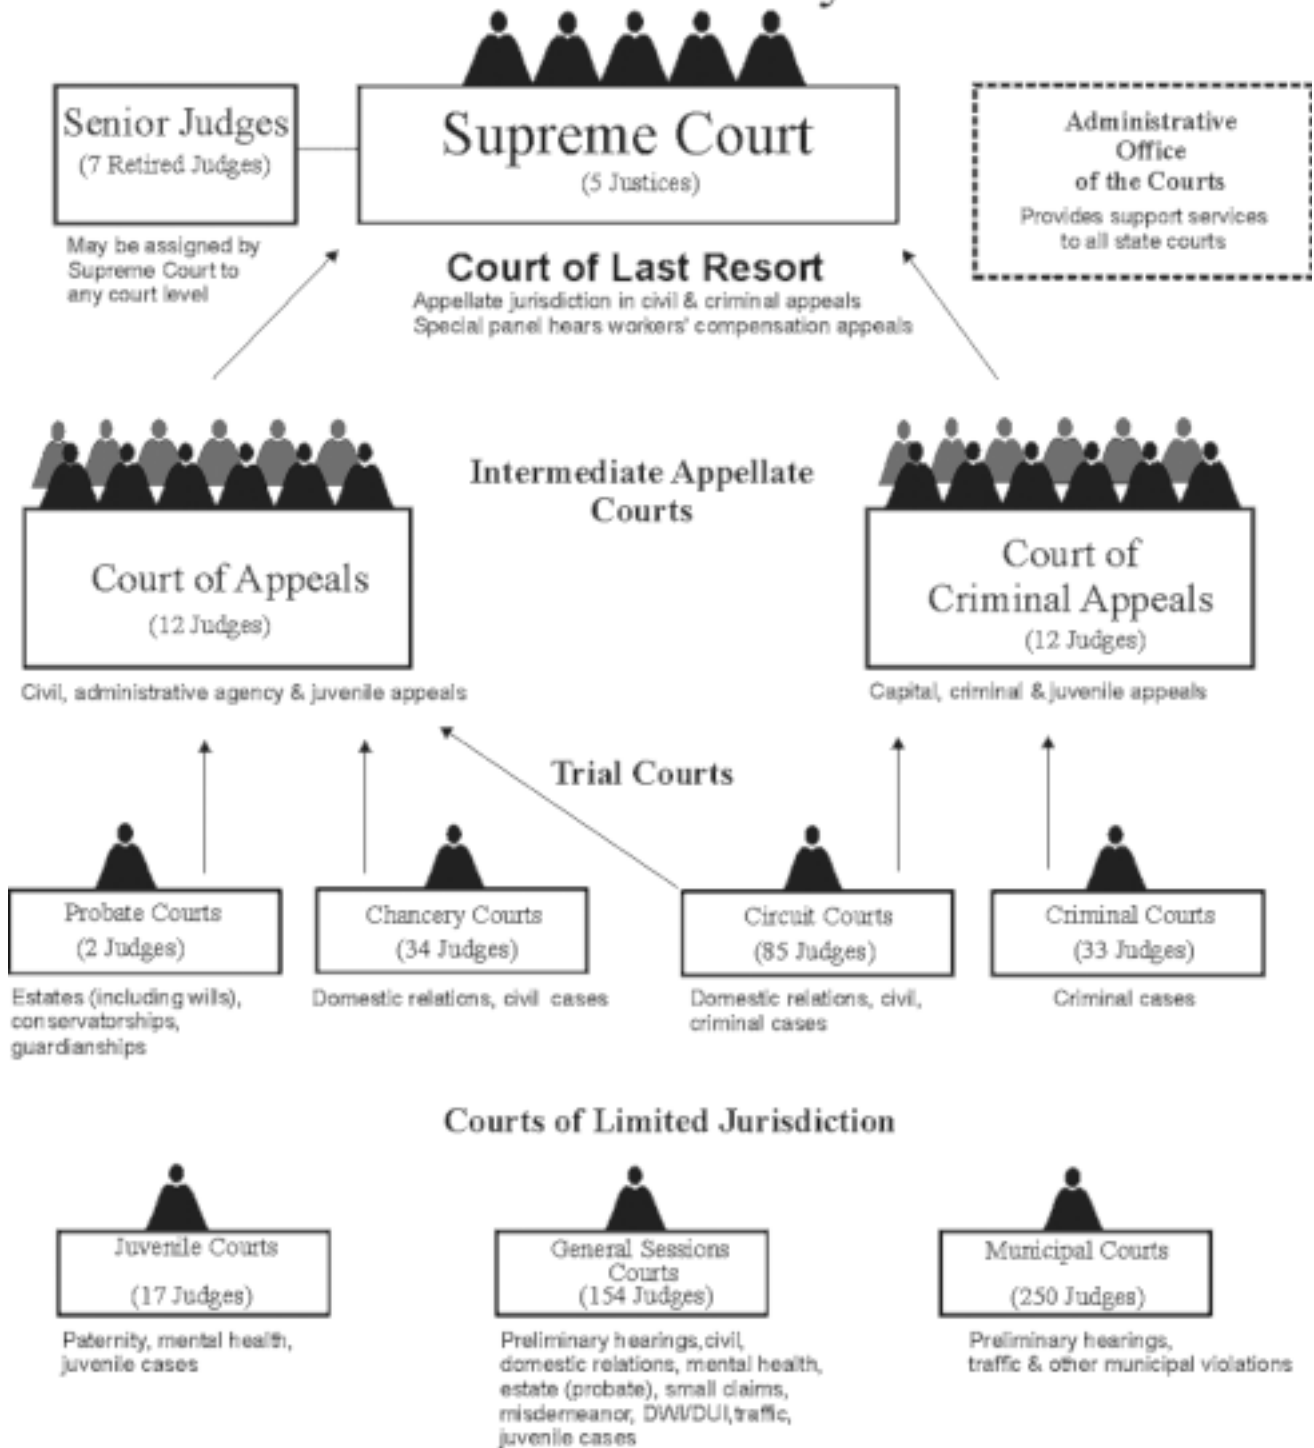 Senior Judges
(7 Retired Judges)
May be assigned by
Supreme Court to
any court level
Supreme Court
(5 Justices)
Court of Last Resort
Appellate jurisdiction in civil & criminal appeals
Special panel hears workers' compensation appeals
Administrative
Office
of the Courts
Provides support services
to all state courts
Intermediate Appellate
Courts
Court of Appeals
(12 Judges)
Civil, administrative agency & juvenile appeals
Court of
Criminal Appeals
(12 Judges)
Capital, criminal & juvenile appeals
Trial Courts
Probate Courts
(2 Judges)
Estates (including wills),
conservatorships,
guardianships
Chancery Courts
(34 Judges)
Domestic relations, civil cases
Circuit Courts
(85 Judges)
Domestic relations, civil,
criminal cases
Criminal Courts
(33 Judges)
Criminal cases
Courts of Limited Jurisdiction
Juvenile Courts
(17 Judges)
Paternity, mental health,
juvenile cases
General Sessions
Courts
(154 Judges)
Preliminary hearings, civil,
domestic relations, mental health,
estate (probate), small claims,
misdemeanor, DWI/DUI, traffic,
juvenile cases
Municipal Courts
(250 Judges)
Preliminary hearings,
traffic & other municipal violations